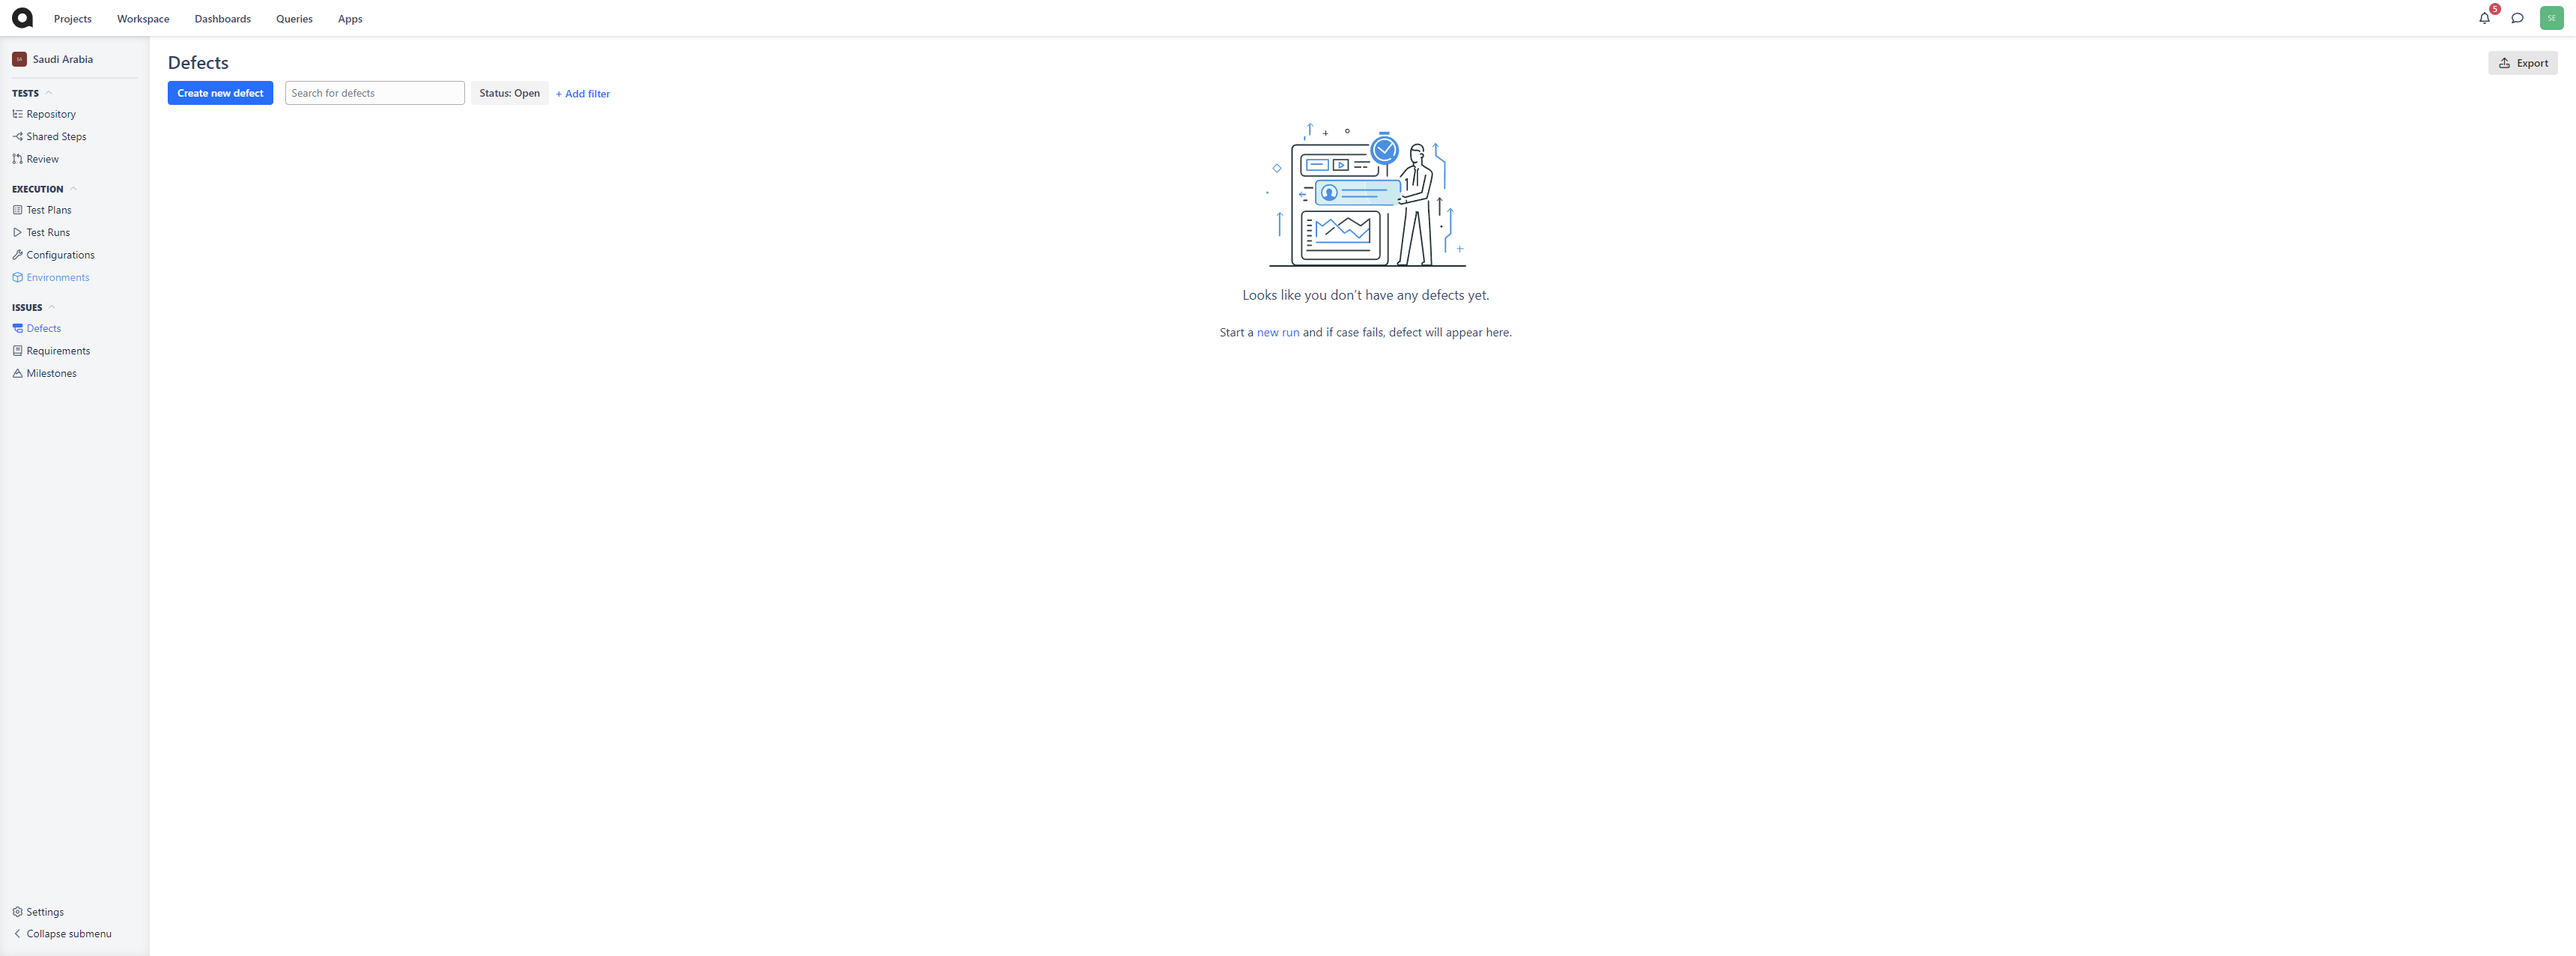 Projects Workspace Dashboards Queries Apps
5
SE
SA Saudi Arabia
TESTS
Repository
Shared Steps
Review
EXECUTION
Test Plans
Test Runs
Configurations
Environments
ISSUES
Defects
Requirements
Milestones
Settings
Collapse submenu
Defects
Export
Create new defect Search for defects Status: Open + Add filter
Looks like you don't have any defects yet.
Start a new run and if case fails, defect will appear here.